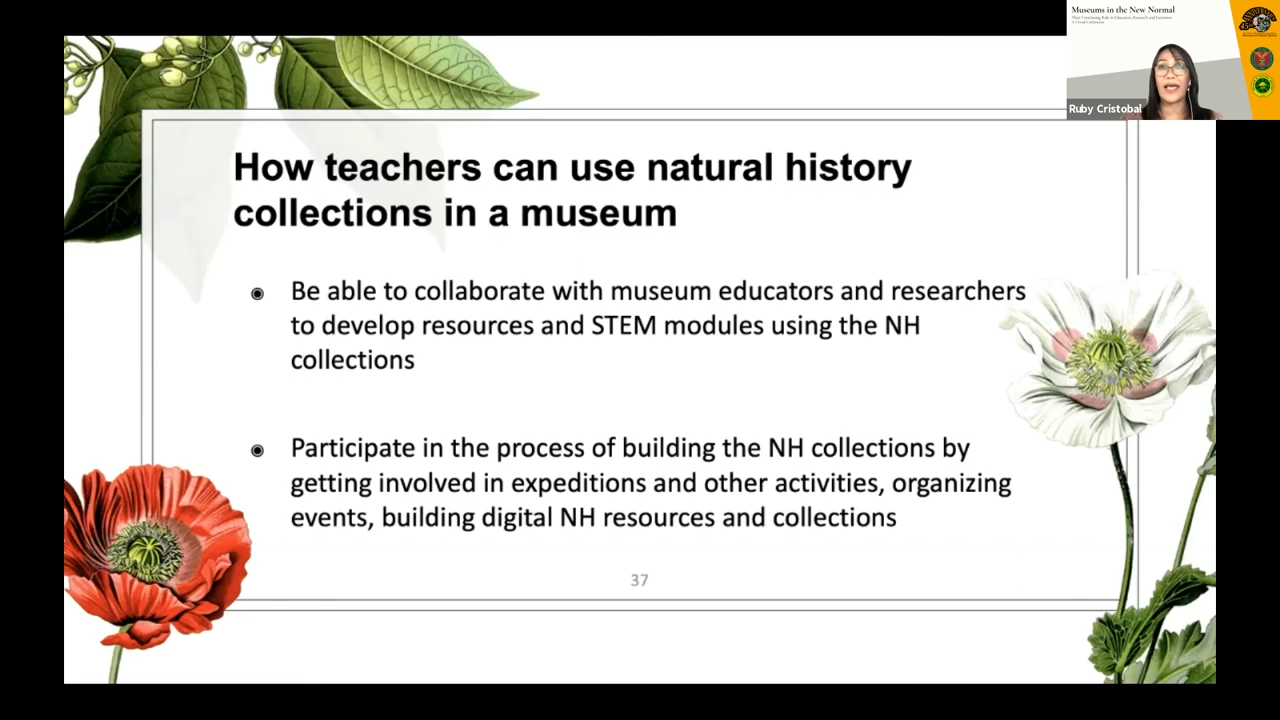 Museums in the New Normal
Their Continuing Role in Education, Research and Extension
A Virtual Celebration
Ruby Cristobal
How teachers can use natural history
collections in a museum
Be able to collaborate with museum educators and researchers
to develop resources and STEM modules using the NH
collections
Participate in the process of building the NH collections by
getting involved in expeditions and other activities, organizing
events, building digital NH resources and collections
37